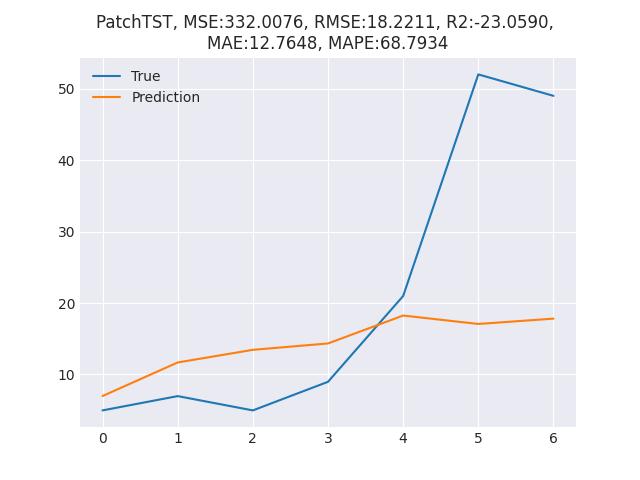 PatchTST, MSE:332.0076, RMSE:18.2211, R2:-23.0590,
MAE:12.7648, MAPE:68.7934
True
Prediction
50
40
30
20
10
0 1 2 3 4 5 6